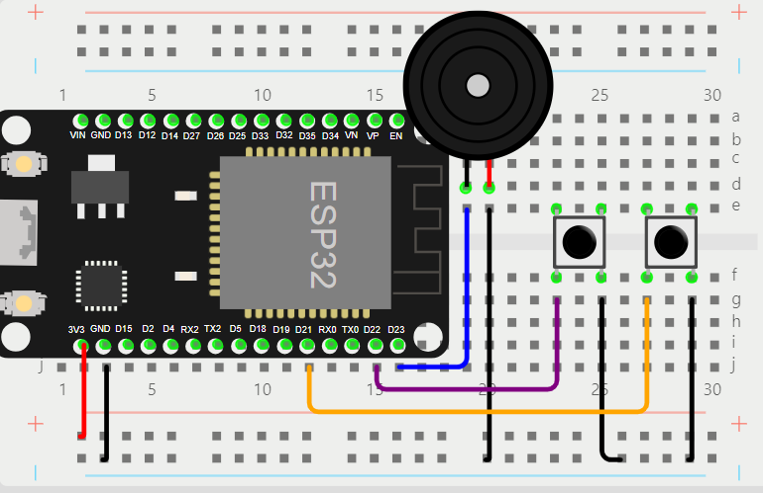 + +
1 5 10 15 25 30
VIN GND D13 D12 D14 D27 D26 D25 D33 D32 D35 D34 VN VP EN
a
b
c
d
e
ESP32
f
g
h
3V3 GND D15 D2 D4 RX2 TX2 D5 D18 D19 D21 RX0 TX0 D22 D23
i
j j
1 5 10 15 20 25 30
+ +